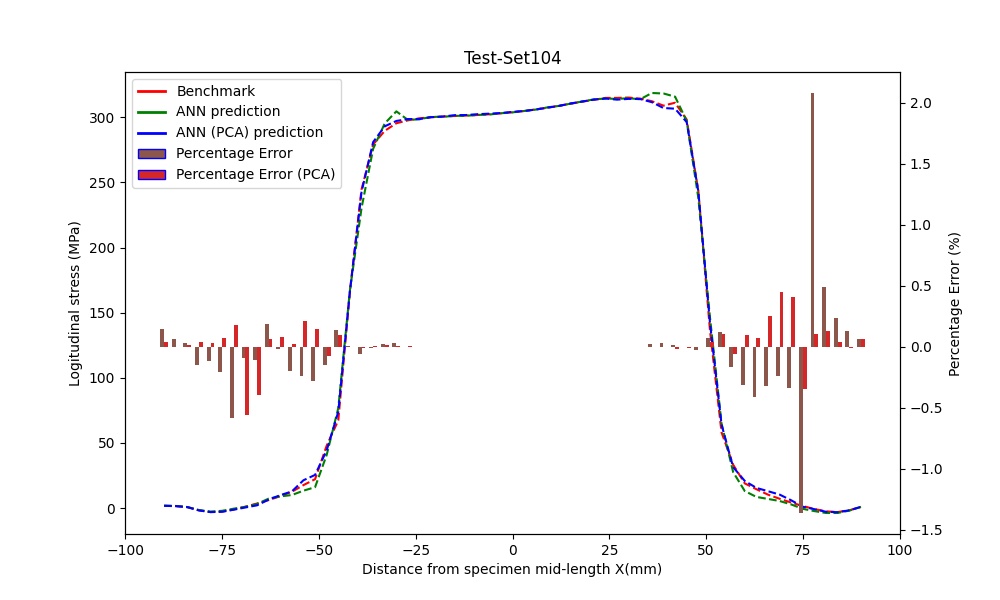 Test-Set104
Benchmark
ANN prediction
ANN (PCA) prediction
Percentage Error
Percentage Error (PCA)
Logitudinal stress (MPa)
300
250
200
150
100
50
0
2.0
1.5
1.0
0.5
0.0
−0.5
−1.0
−1.5
Percentage Error (%)
−100 −75 −50 −25 0 25 50 75 100
Distance from specimen mid-length X(mm)